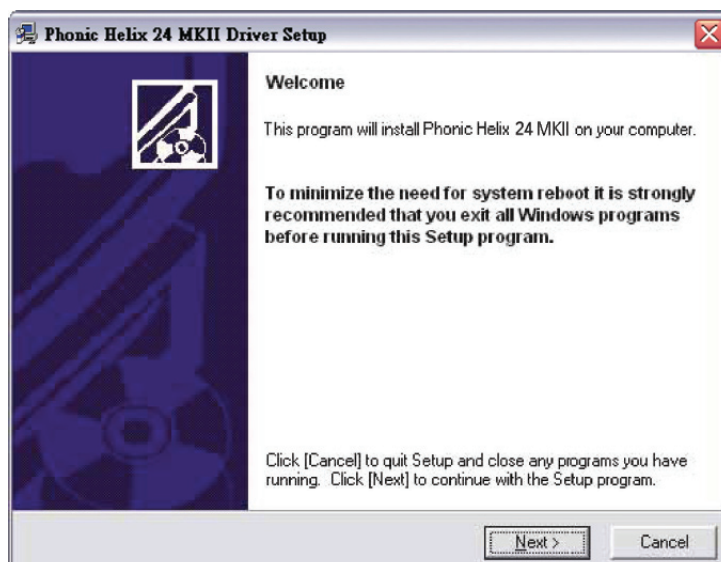 Phonic Helix 24 MKII Driver Setup
Welcome
This program will install Phonic Helix 24 MKII on your computer.
To minimize the need for system reboot it is strongly
recommended that you exit all Windows programs
before running this Setup program.
Click [Cancel] to quit Setup and close any programs you have
running. Click [Next] to continue with the Setup program.
Next >
Cancel